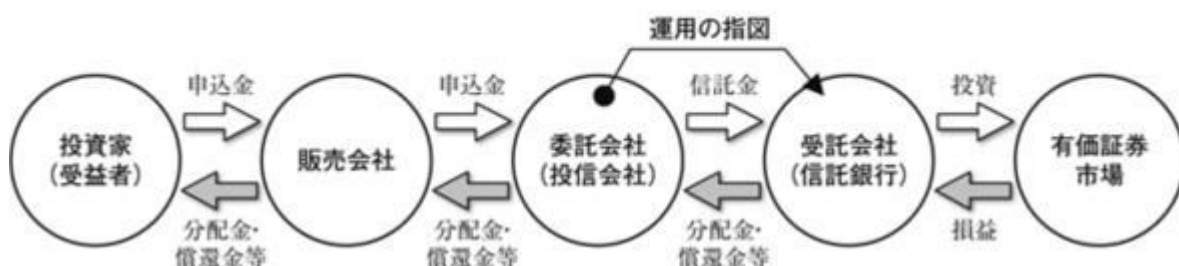 運用の指図
申込金
申込金
信託金
投資
投資家
(受益者)
販売会社
委託会社
(投信会社)
受託会社
(信託銀行)
有価証券
市場
分配金・
償還金等
分配金・
償還金等
分配金・
償還金等
損益